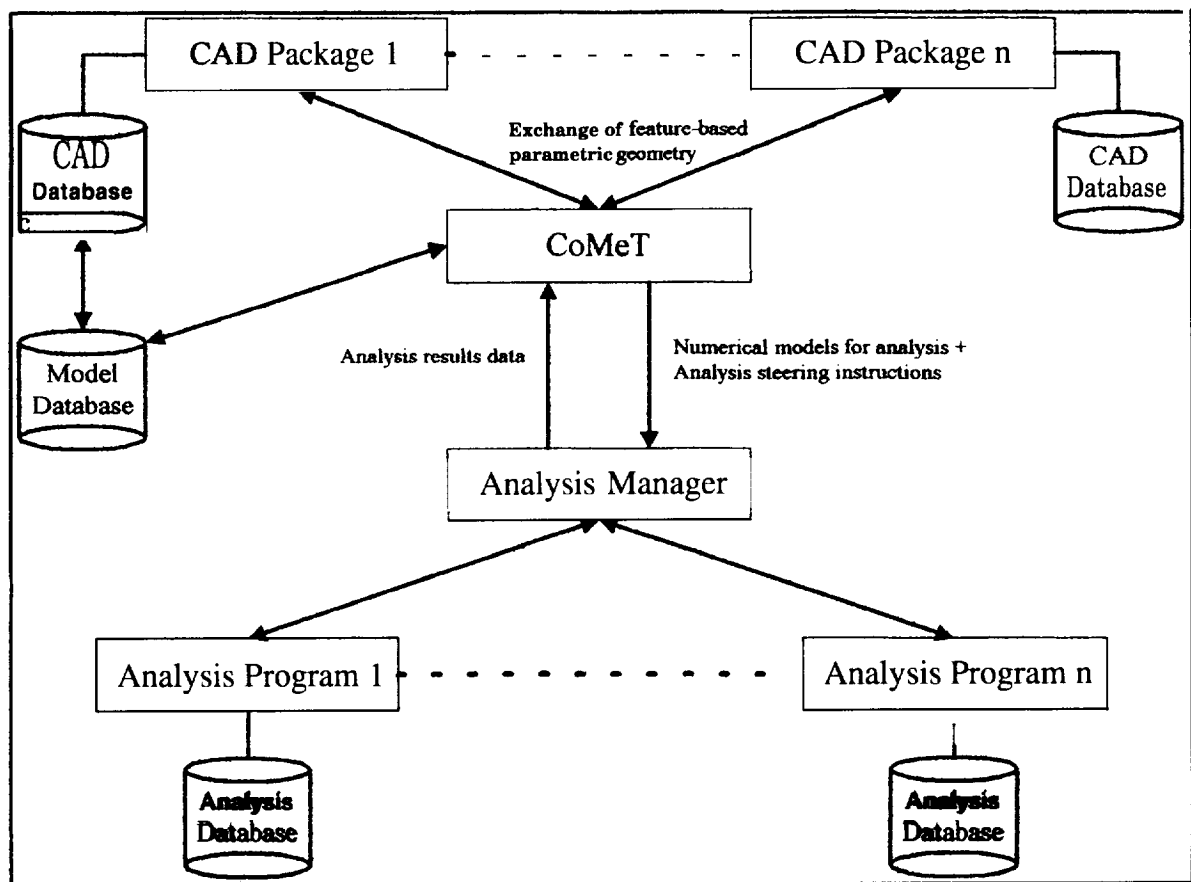 CAD Package 1
CAD Package n
Exchange of feature-based
parametric geometry
CAD
Database
C
CAD
Database
CoMeT
Model
Database
Analysis results data
Numerical models for analysis +
Analysis steering instructions
Analysis Manager
Analysis Program 1
Analysis Program n
Analysis
Database
Analysis
Database